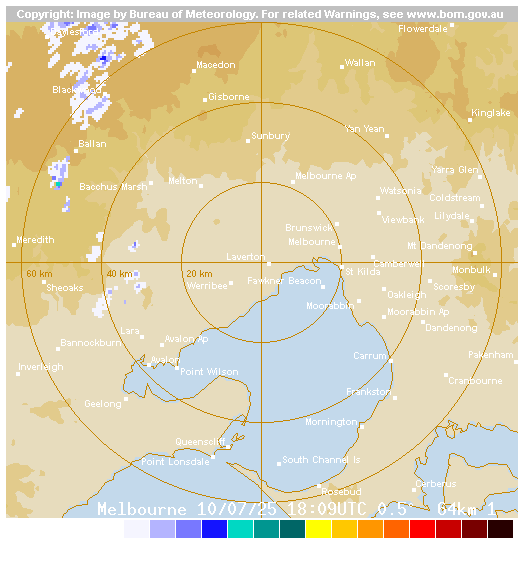 Copyright: Image by Bureau of Meteorology. For related Warnings, see www.bom.gov.au
Flowerdale
Macedon
Wallan
Gisborne
Kinglake
Yan Yean
Sunbury
Ballan
Yarra Glen
Melbourne Ap
Melton
Bacchus Marsh
Watsonia
Coldstream
Viewbank
Lilydale
Brunswick
Meredith
Melbourne
Mt Dandenong
Laverton
Camberwell
60 km
40 km
20 km
St Kilda
Monbulk
Sheoaks
Werribee
Fawkner Beacon
Scoresby
Oakleigh
Moorabbin
Moorabbin Ap
Dandenong
Lara
Avalon Ap
Bannockburn
Avalon
Carrum
Pakenham
Inverleigh
Point Wilson
Cranbourne
Geelong
Frankston
Mornington
Queenscliff
Point Lonsdale
South Channel Is
Cerberus
Rosebud
Melbourne 10/07/25 18:09UTC 0.5° 64km 1